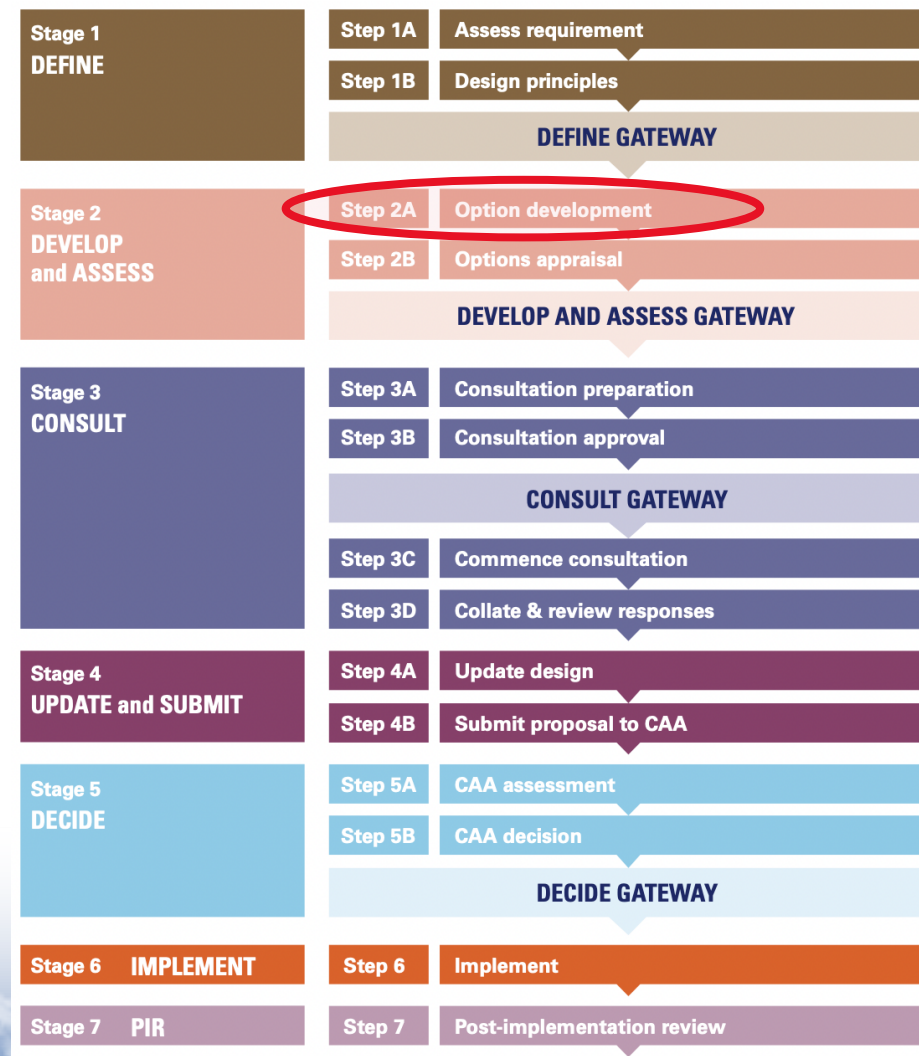 Stage 1
DEFINE
Step 1A Assess requirement
Step 1B Design principles
DEFINE GATEWAY
Stage 2
DEVELOP
and ASSESS
Step 2A Option development
Step 2B Options appraisal
DEVELOP AND ASSESS GATEWAY
Stage 3
CONSULT
Step 3A Consultation preparation
Step 3B Consultation approval
CONSULT GATEWAY
Step 3C Commence consultation
Step 3D Collate & review responses
Stage 4
UPDATE and SUBMIT
Step 4A Update design
Step 4B Submit proposal to CAA
Stage 5
DECIDE
Step 5A CAA assessment
Step 5B CAA decision
DECIDE GATEWAY
Stage 6 IMPLEMENT Step 6 Implement
Stage 7 PIR Step 7 Post-implementation review